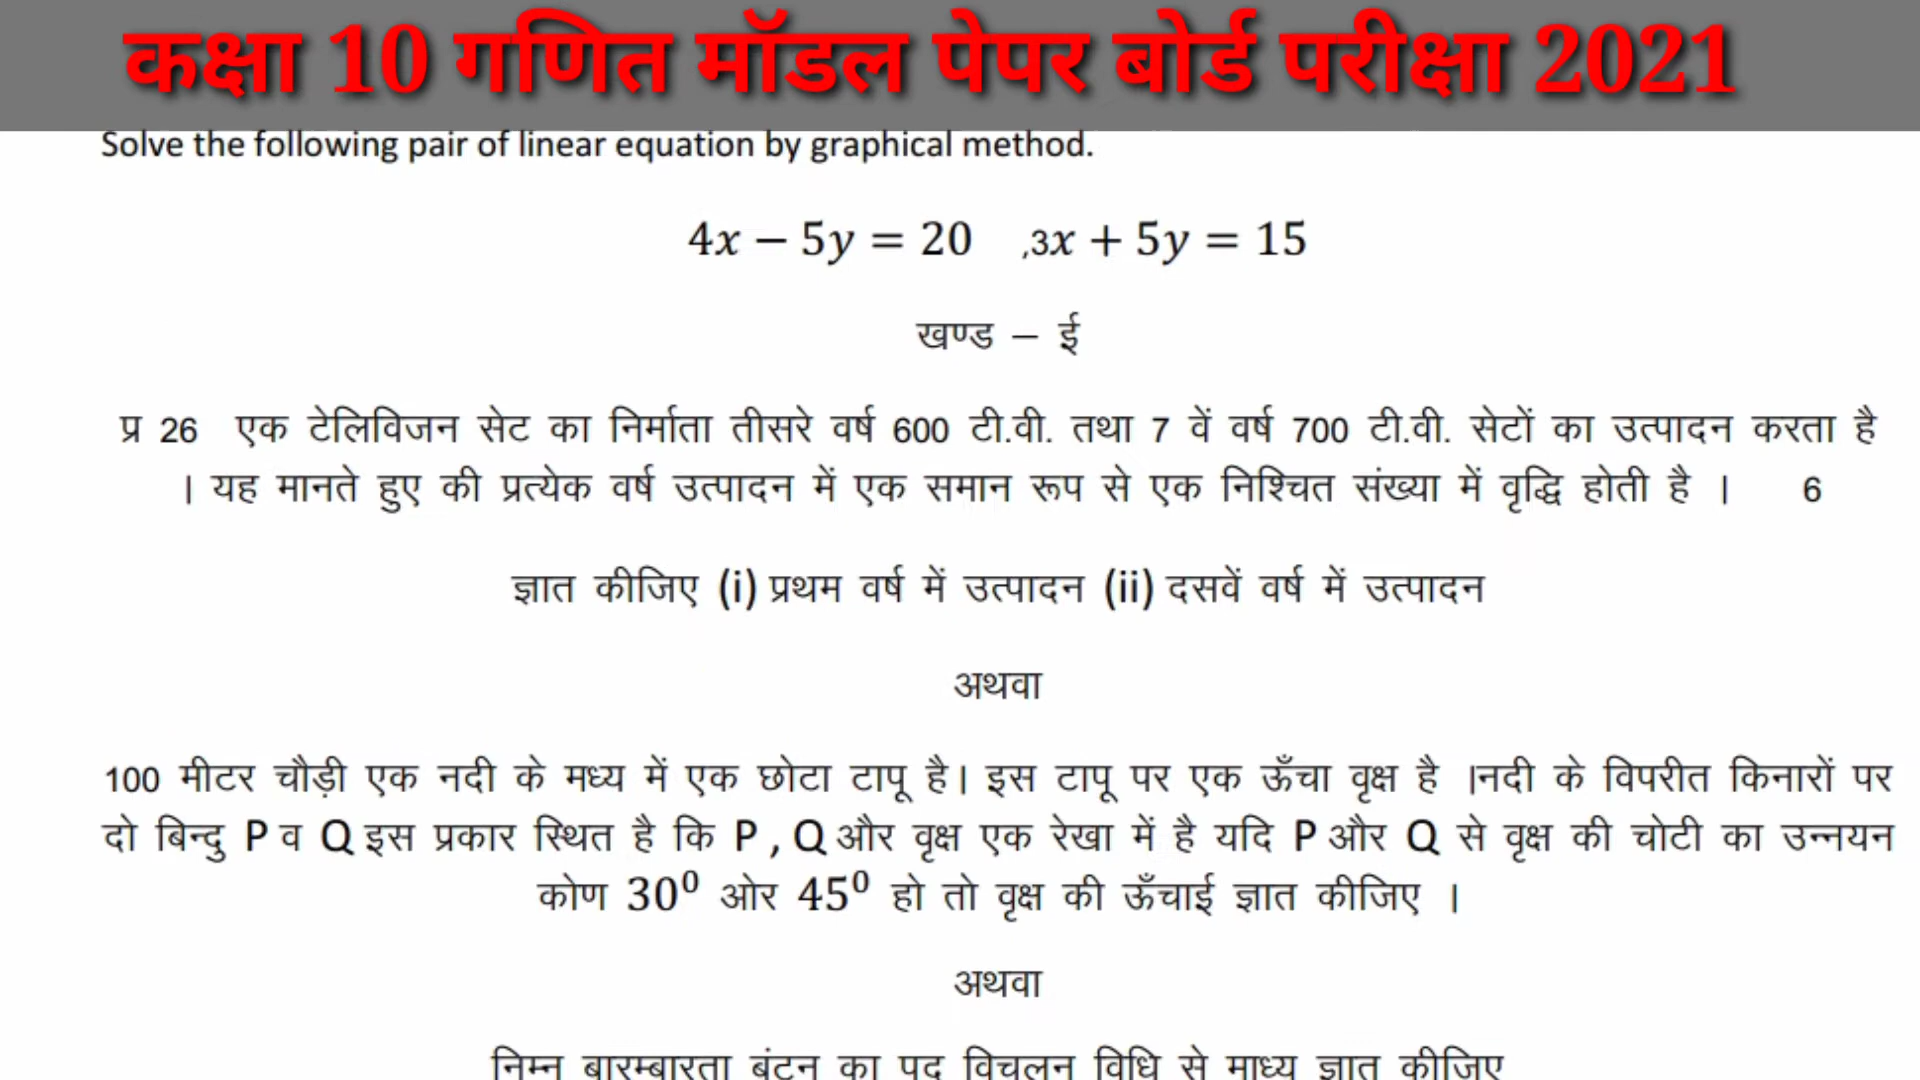 कक्षा 10 गणित मॉडल पेपर बोर्ड परीक्षा 2021
Solve the following pair of linear equation by graphical method.
4x − 5y = 20 ,3x + 5y = 15
खण्ड – ई
प्र 26 एक टेलिविजन सेट का निर्माता तीसरे वर्ष 600 टी.वी. तथा 7 वें वर्ष 700 टी.वी. सेटों का उत्पादन करता है
। यह मानते हुए की प्रत्येक वर्ष उत्पादन में एक समान रूप से एक निश्चित संख्या में वृद्धि होती है । 6
ज्ञात कीजिए (i) प्रथम वर्ष में उत्पादन (ii) दसवें वर्ष में उत्पादन
अथवा
100 मीटर चौड़ी एक नदी के मध्य में एक छोटा टापू है। इस टापू पर एक ऊँचा वृक्ष है ।नदी के विपरीत किनारों पर
दो बिन्दु P व Q इस प्रकार स्थित है कि P , Q और वृक्ष एक रेखा में है यदि P और Q से वृक्ष की चोटी का उन्नयन
कोण 30⁰ ओर 45⁰ हो तो वृक्ष की ऊँचाई ज्ञात कीजिए ।
अथवा
निम्न बारम्बारता बंटन का पद विचलन विधि से माध्य ज्ञात कीजिए